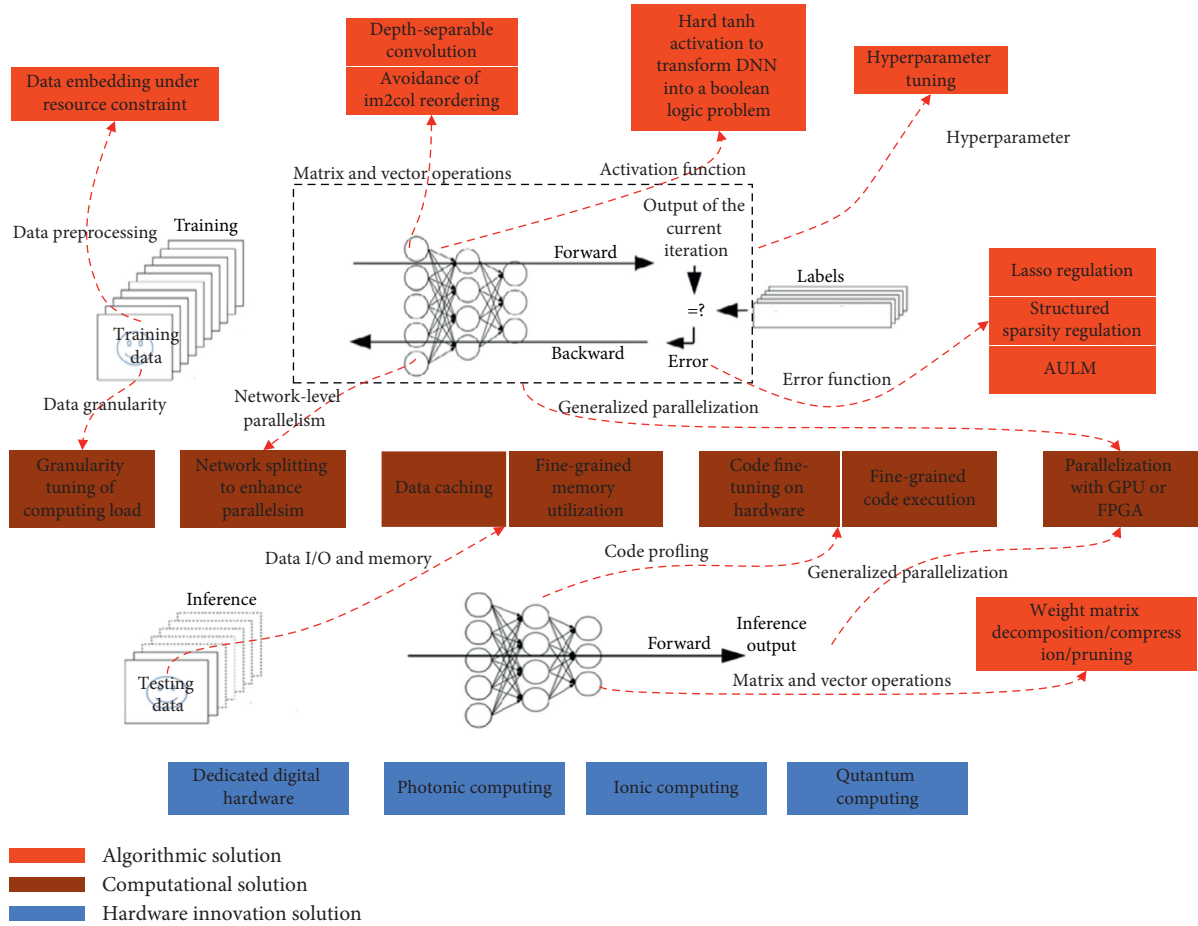 Depth-separable
convolution
Avoidance of
im2col reordering
Hard tanh
activation to
transform DNN
into a boolean
logic problem
Hyperparameter
tuning
Data embedding under
resource constraint
Hyperparameter
Matrix and vector operations
Activation function
Training
Data preprocessing
Output of the
current
iteration
Forward
Labels
Lasso regulation
Structured
sparsity regulation
AULM
=?
Training
data
Backward
Error
Error function
Data granularity
Network-level
parallelism
Generalized parallelization
Granularity
tuning of
computing load
Network splitting
to enhance
parallelsim
Data caching
Fine-grained
memory
utilization
Code fine-
tuning on
hardware
Fine-grained
code execution
Parallelization
with GPU or
FPGA
Data I/O and memory
Code profling
Generalized parallelization
Inference
Testing
data
Forward
Inference
output
Matrix and vector operations
Weight matrix
decomposition/compress
ion/pruning
Dedicated digital
hardware
Photonic computing
Ionic computing
Qutantum
computing
Algorithmic solution
Computational solution
Hardware innovation solution